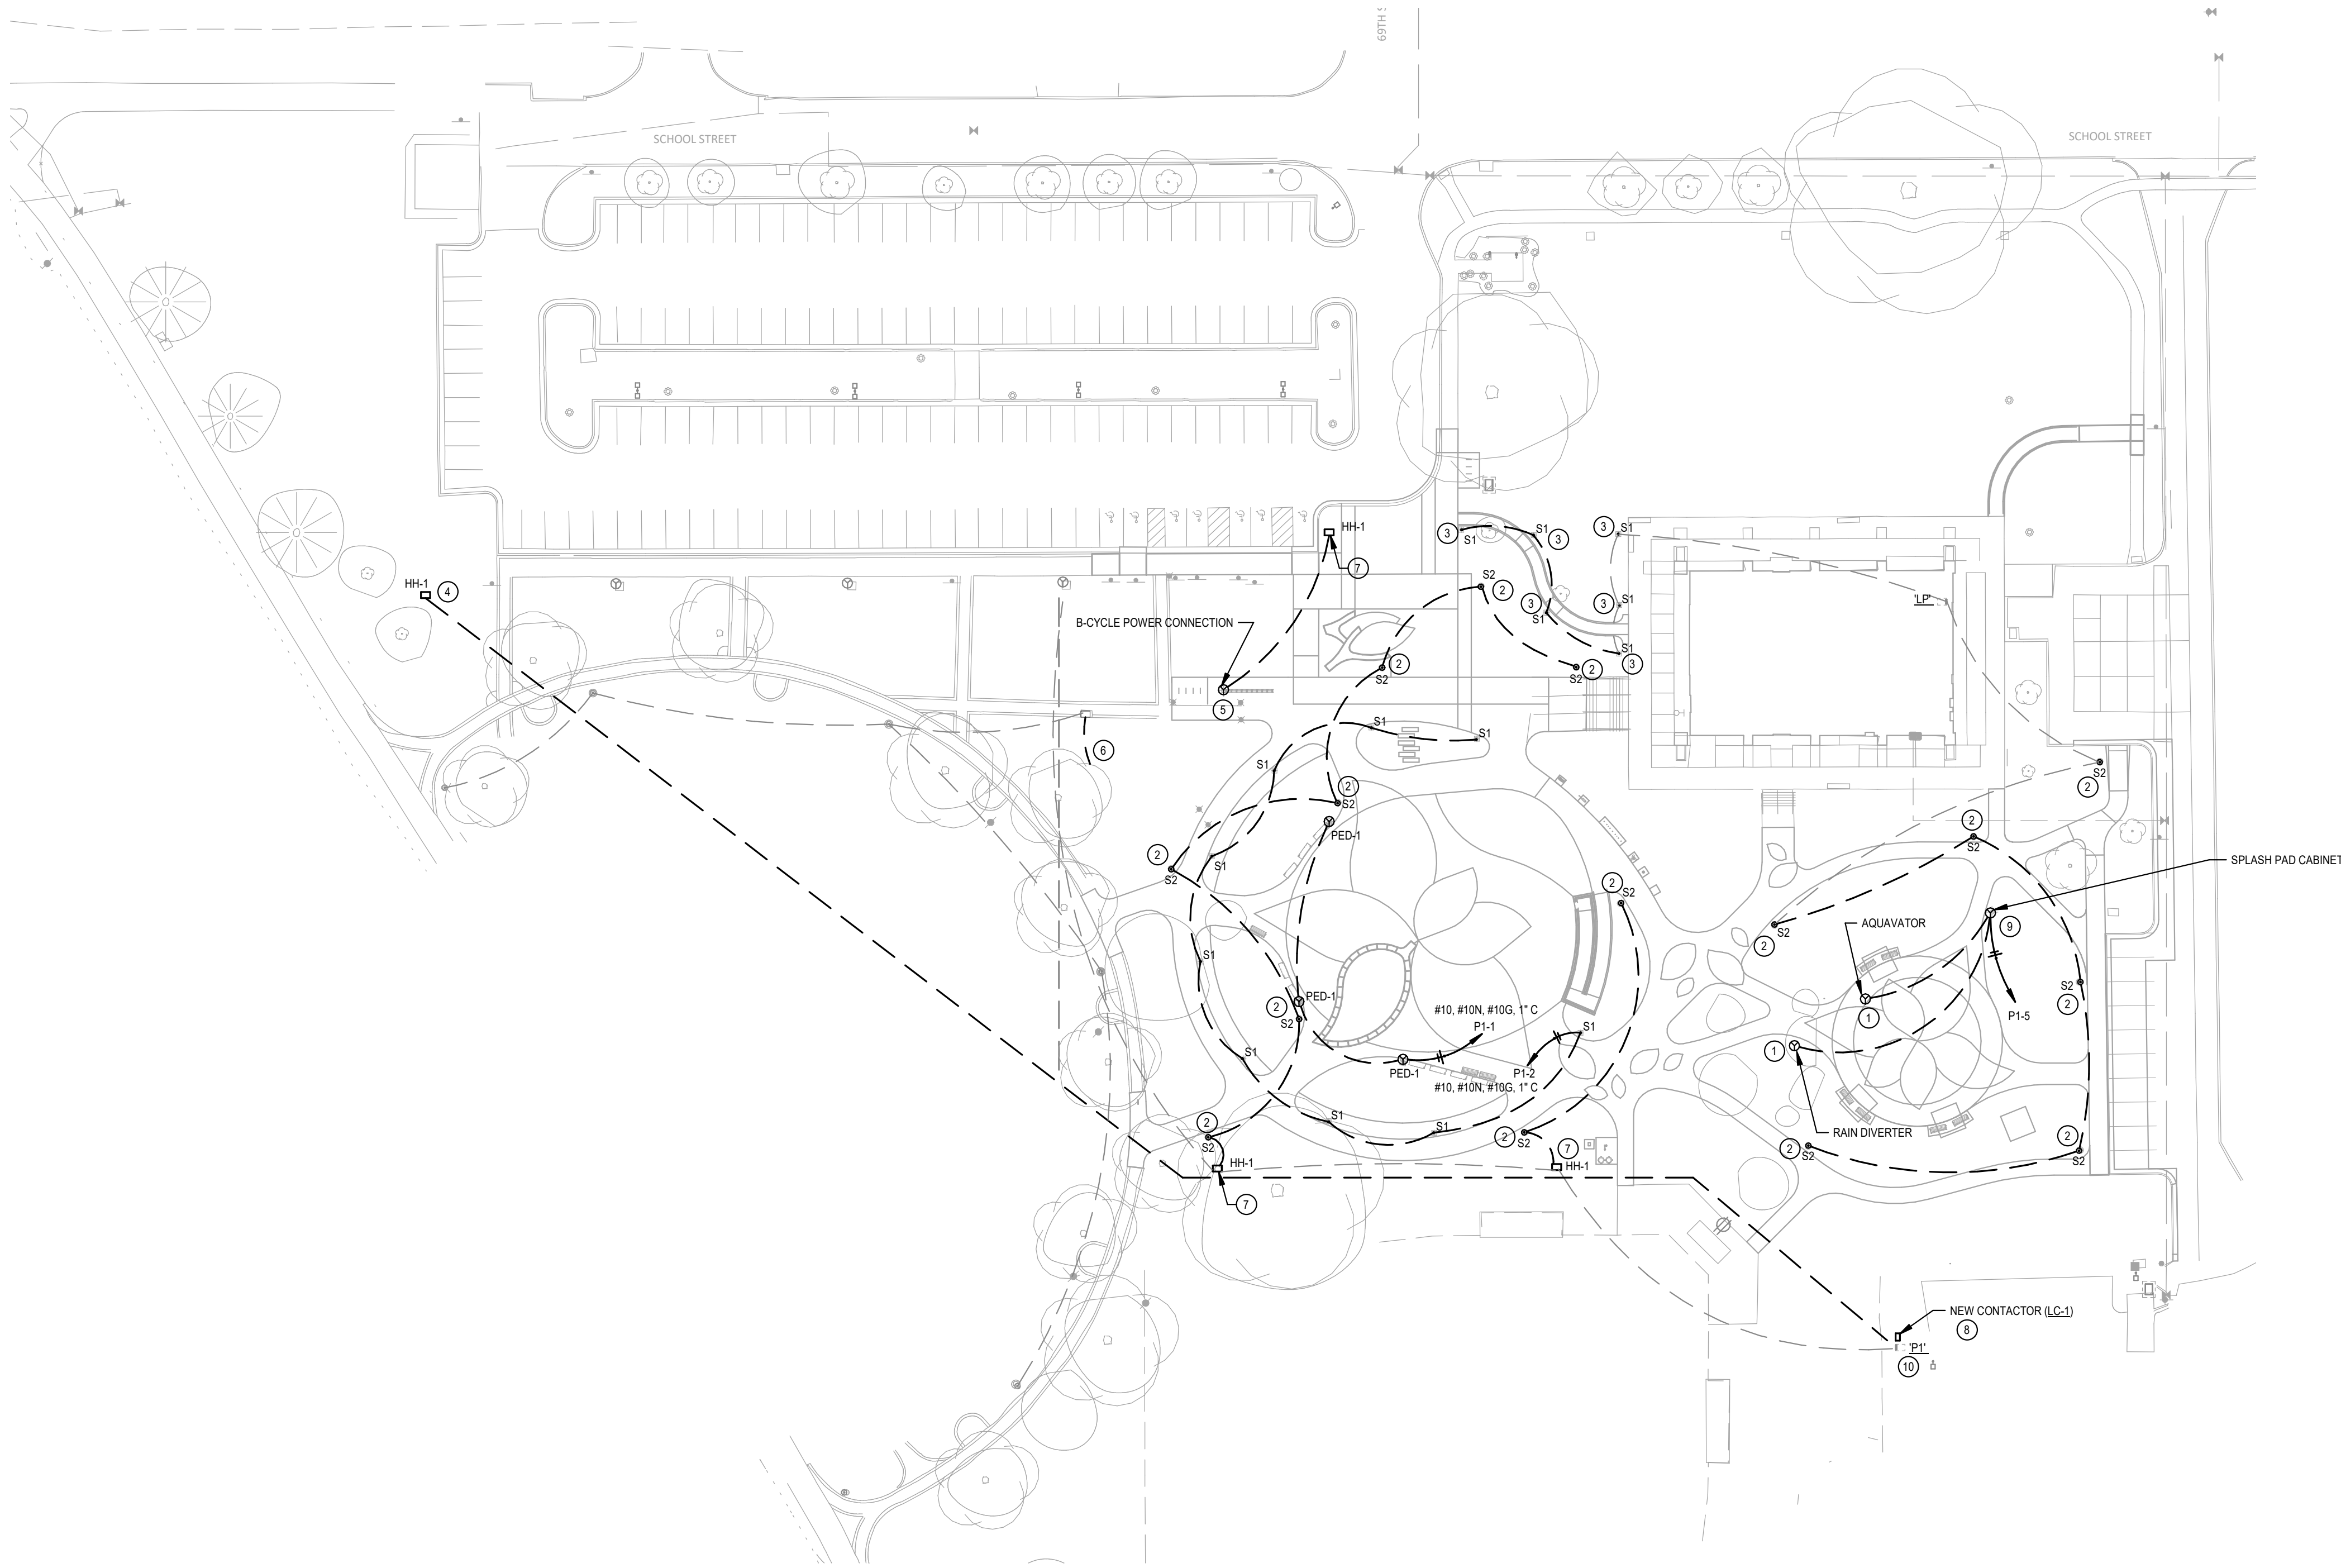 69TH S
SCHOOL STREET
SCHOOL STREET
HH-1
7
3
S1
S1
3
3
S1
HH-1
4
S2
2
3
S1
3
S1
'LP'
B-CYCLE POWER CONNECTION
2
S2
2
S2
S1
3
5
S1
S1
6
S1
2
S2
S2
2
PED-1
2
S2
2
S2
S1
SPLASH PAD CABINET
2
S2
2
S2
AQUAVATOR
9
S1
PED-1
2
S2
S2
2
#10, #10N, #10G, 1" C
P1-1
S1
P1-5
1
1
S1
PED-1
P1-2
#10, #10N, #10G, 1" C
S1
S1
2
S2
2
S2
RAIN DIVERTER
2
S2
2
S2
HH-1
7
HH-1
7
NEW CONTACTOR (LC-1)
8
'P1'
10